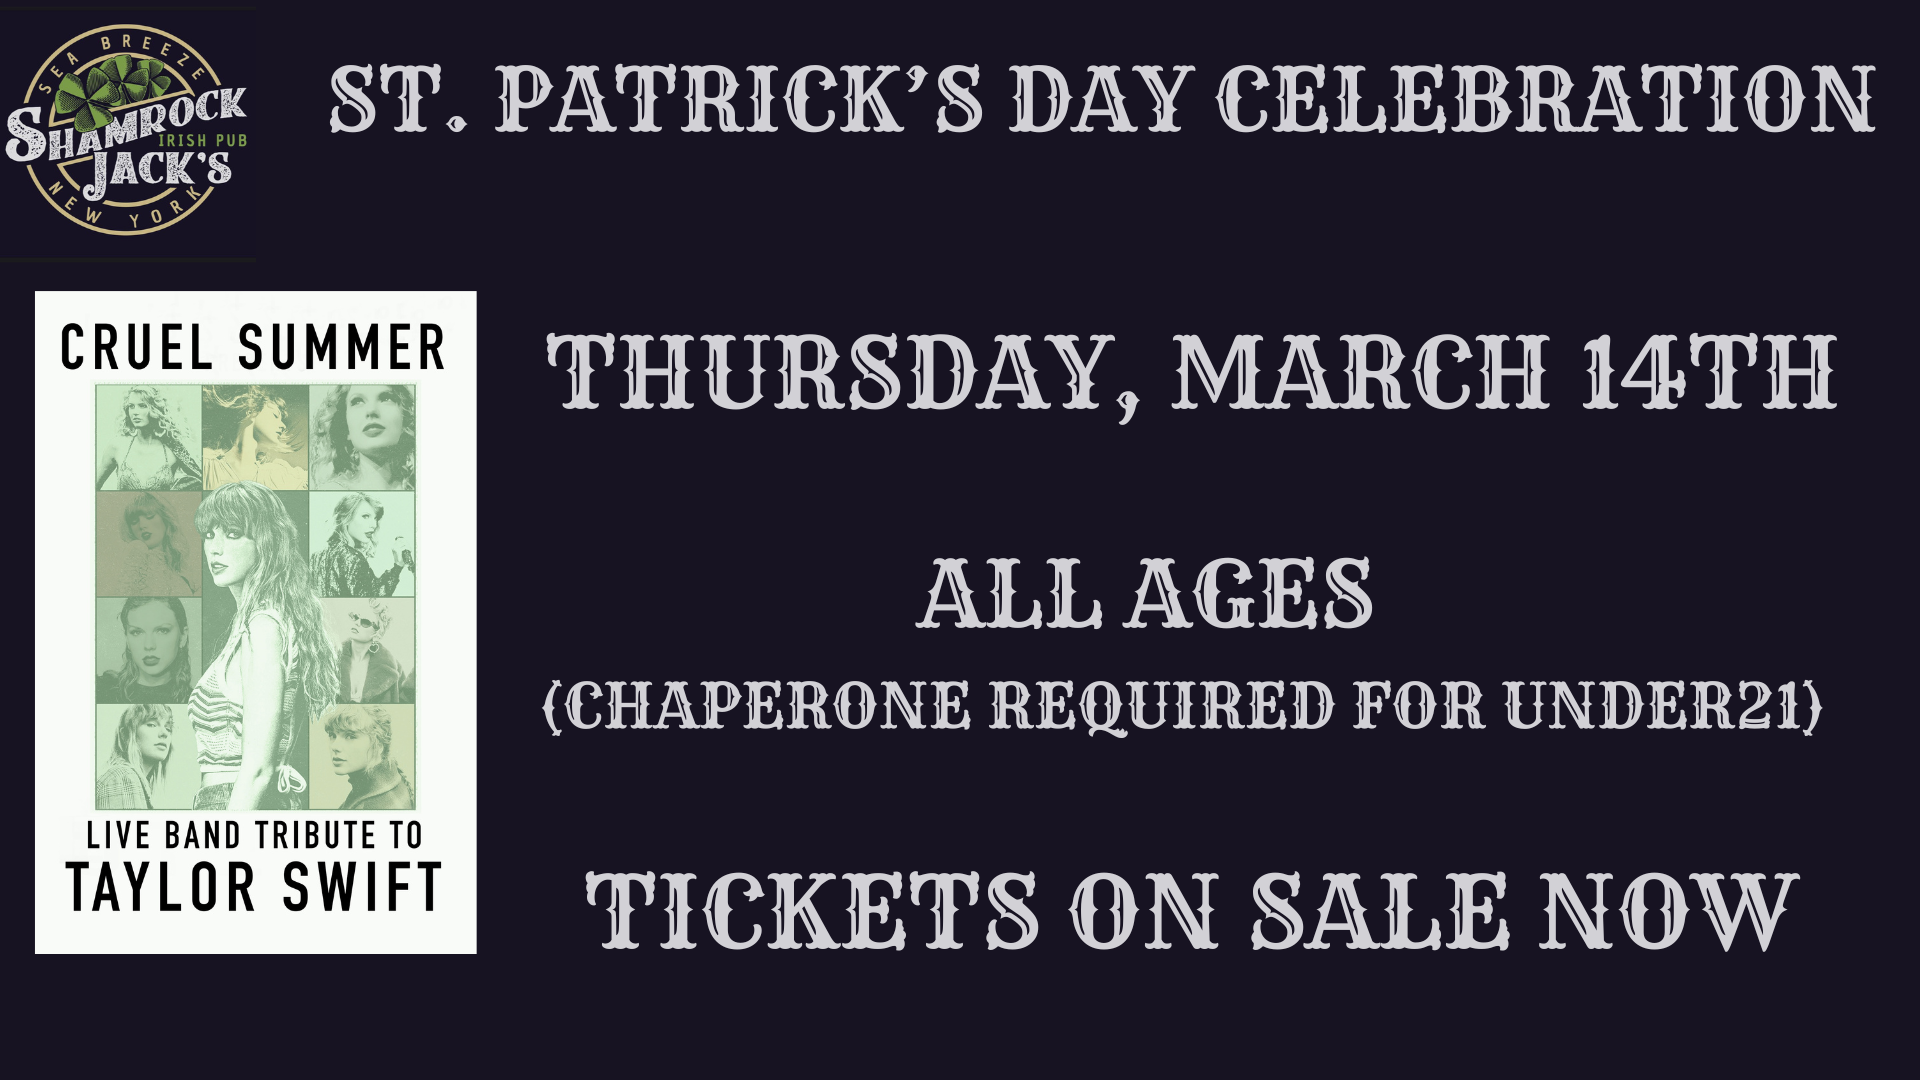 SEA BREEZE
SHAMROCK
IRISH PUB
JACK'S
NEW YORK
ST. PATRICK'S DAY CELEBRATION
CRUEL SUMMER
LIVE BAND TRIBUTE TO
TAYLOR SWIFT
THURSDAY, MARCH 14TH
ALL AGES
(CHAPERONE REQUIRED FOR UNDER21)
TICKETS ON SALE NOW